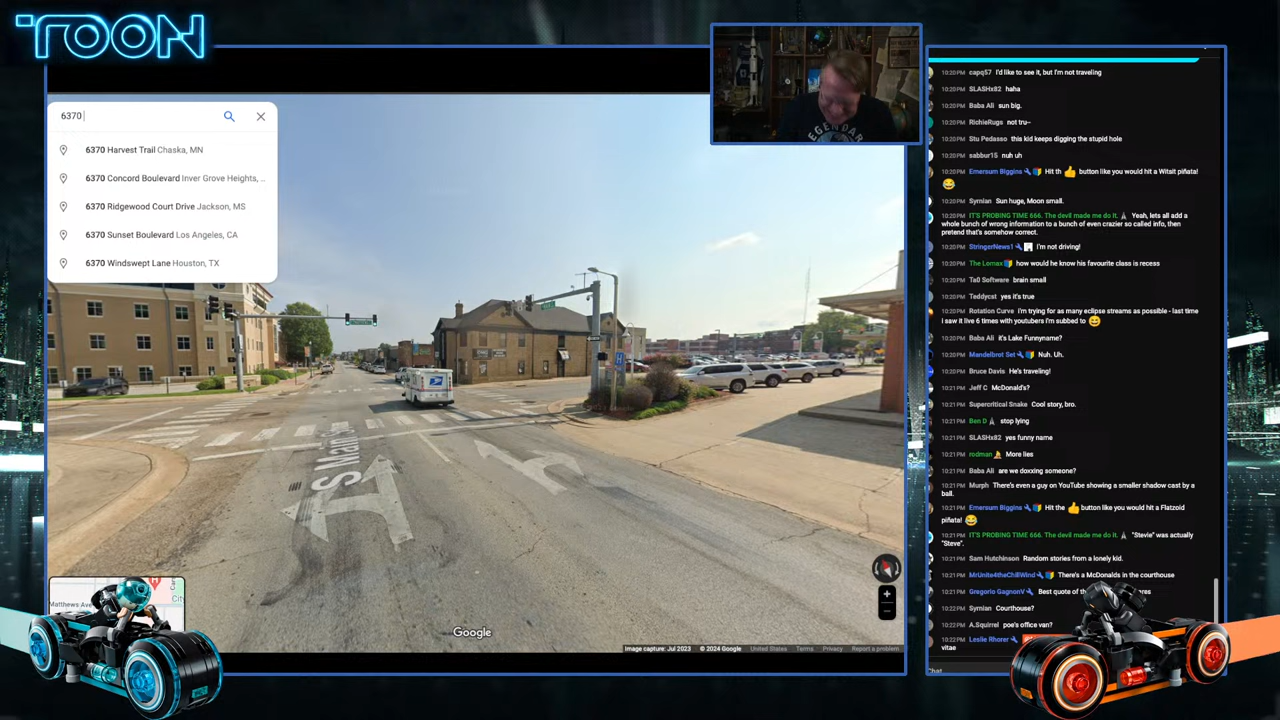 TOON
6370
6370 Harvest Trail Chaska, MN
6370 Concord Boulevard Inver Grove Heights, ...
6370 Ridgewood Court Drive Jackson, MS
6370 Sunset Boulevard Los Angeles, CA
6370 Windswept Lane Houston, TX
LEGENDAR
S Main
H
Matthews Ave
Google
Image capture: Jul 2023 © 2024 Google United States Terms Privacy Report a problem
10:20PM capq57 I'd like to see it, but I'm not traveling
10:20PM SLASHx82 haha
10:20PM Baba Ali sun big.
10:20PM RichieRugs not tru~
10:20PM Stu Pedasso this kid keeps digging the stupid hole
10:20PM sabbur15 nuh uh
10:20PM Emersum Biggins Hit th 👍 button like you would hit a Witsit piñata!
😂
10:20PM Symian Sun huge, Moon small.
10:20PM IT'S PROBING TIME 666. The devil made me do it. Yeah, lets all add a
whole bunch of wrong information to a bunch of even crazier so called info, then
pretend that's somehow correct.
10:20PM StringerNews1 I'm not driving!
10:20PM The Lemax how would he know his favourite class is recess
10:20PM Ta0 Software brain small
10:20PM Teddycst yes it's true
10:20PM Rotation Curve I'm trying for as many eclipse streams as possible - last time
I saw it live 6 times with youtubers i'm subbed to 😄
10:20PM Baba Ali it's Lake Funnyname?
10:20PM Mandelbrot Set Nuh. Uh.
10:20PM Bruce Davis He's traveling!
10:21PM Jeff C McDonald's?
10:21PM Supercritical Snake Cool story, bro.
10:21PM Ben D stop lying
10:21PM SLASHx82 yes funny name
10:21PM rodman More lies
10:21PM Baba Ali are we doxxing someone?
10:21PM Murph There's even a guy on YouTube showing a smaller shadow cast by a
ball.
10:21PM Emersum Biggins Hit the 👍 button like you would hit a Flatzoid
piñata! 😂
10:21PM IT'S PROBING TIME 666. The devil made me do it. "Stevie" was actually
"Steve".
10:21PM Sam Hutchinson Random stories from a lonely kid.
10:21PM MrUnite4theChillWind There's a McDonalds in the courthouse
10:21PM Gregorio GagnonV Best quote of th
10:22PM Symian Courthouse?
10:22PM A.Squirrel poe's office van?
10:22PM Leslie Rhorer
vitae